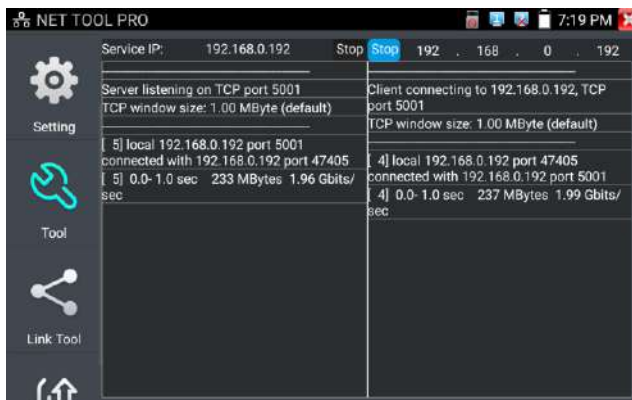 NET TOOL PRO
7:19 PM
Service IP: 192.168.0.192 Stop
Stop 192 . 168 . 0 . 192
Setting
Tool
Link Tool
Server listening on TCP port 5001
TCP window size: 1.00 MByte (default)
[ 5] local 192.168.0.192 port 5001
connected with 192.168.0.192 port 47405
[ 5] 0.0- 1.0 sec 233 MBytes 1.96 Gbits/
sec
Client connecting to 192.168.0.192, TCP
port 5001
TCP window size: 1.00 MByte (default)
[ 4] local 192.168.0.192 port 47405
connected with 192.168.0.192 port 5001
[ 4] 0.0- 1.0 sec 237 MBytes 1.99 Gbits/
sec